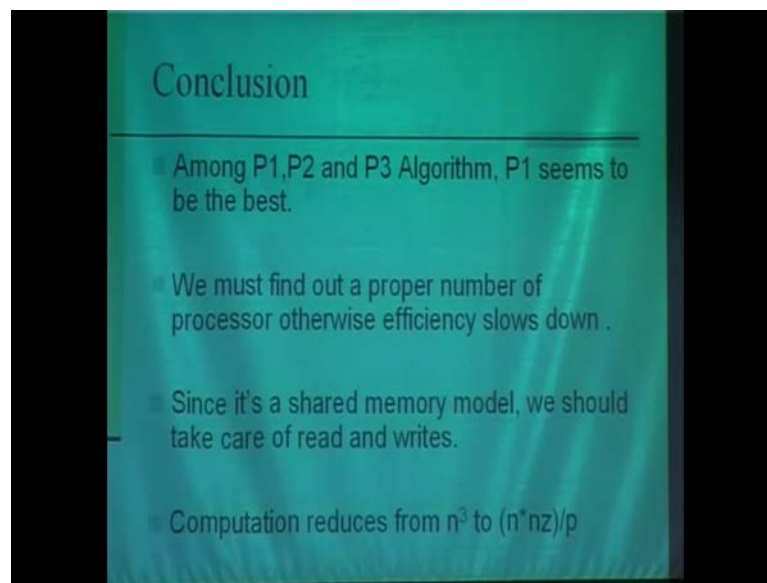 Conclusion
Among P1,P2 and P3 Algorithm, P1 seems to
be the best.
We must find out a proper number of
processor otherwise efficiency slows down .
Since it's a shared memory model, we should
take care of read and writes.
Computation reduces from n³ to (n*nz)/p